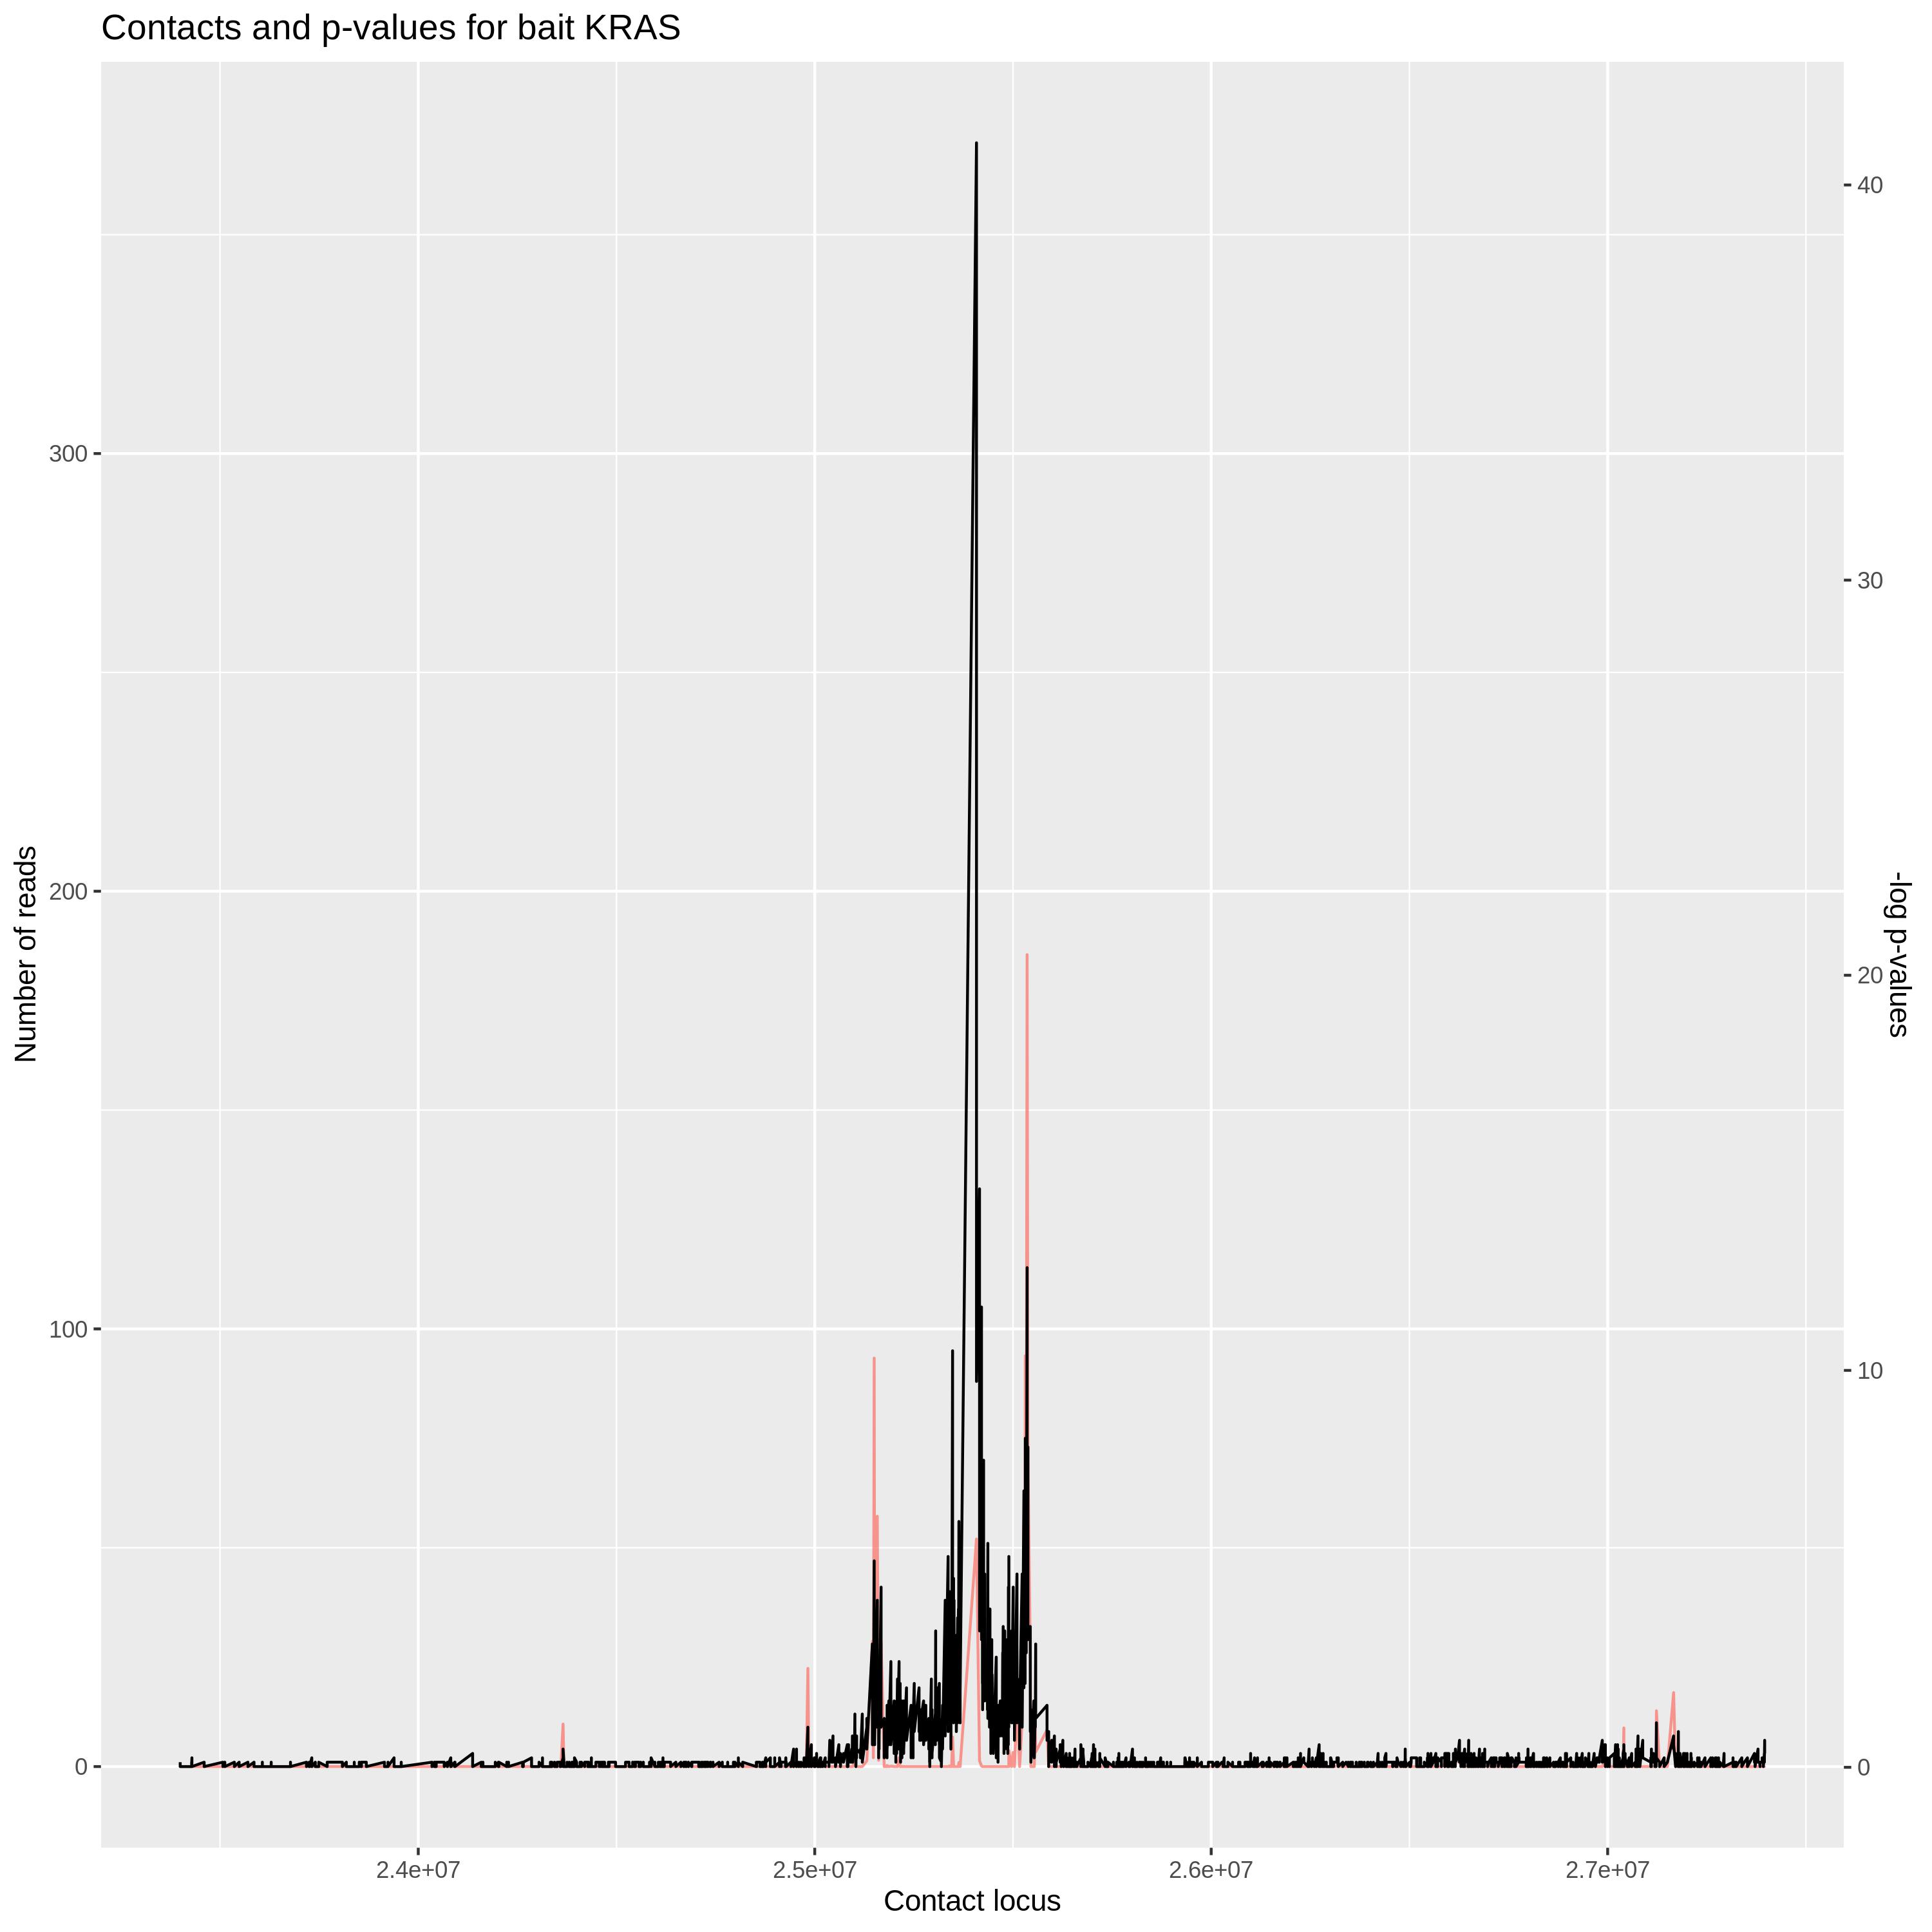 Contacts and p-values for bait KRAS
300
200
100
0
Number of reads
40
30
20
10
0
-log p-values
2.4e+07
2.5e+07
2.6e+07
2.7e+07
Contact locus